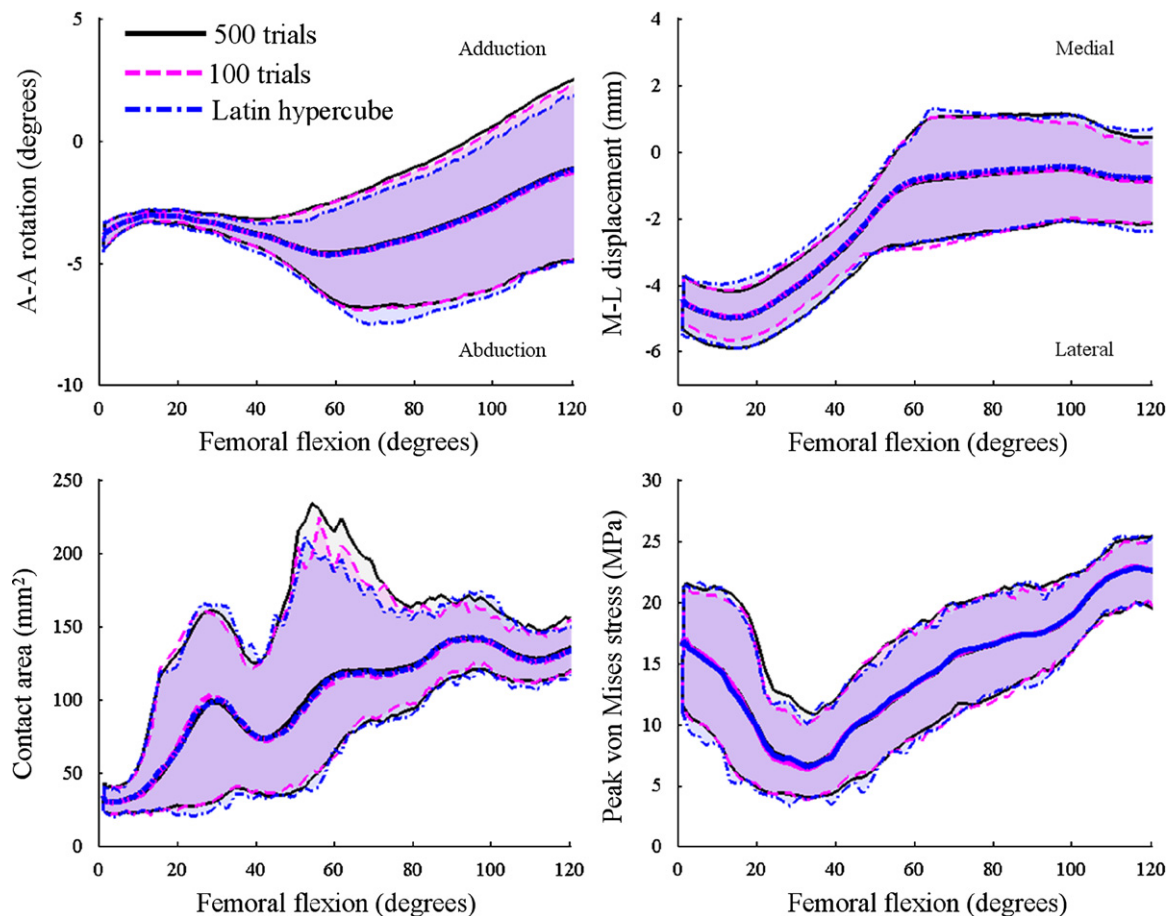 5
500 trials
100 trials
Latin hypercube
Adduction
0
-5
-10
A-A rotation (degrees)
Abduction
0 20 40 60 80 100 120
Femoral flexion (degrees)
4
2
0
-2
-4
-6
M-L displacement (mm)
Medial
Lateral
0 20 40 60 80 100 120
Femoral flexion (degrees)
250
200
150
100
50
0
Contact area (mm²)
0 20 40 60 80 100 120
Femoral flexion (degrees)
30
25
20
15
10
5
0
Peak von Mises stress (MPa)
0 20 40 60 80 100 120
Femoral flexion (degrees)